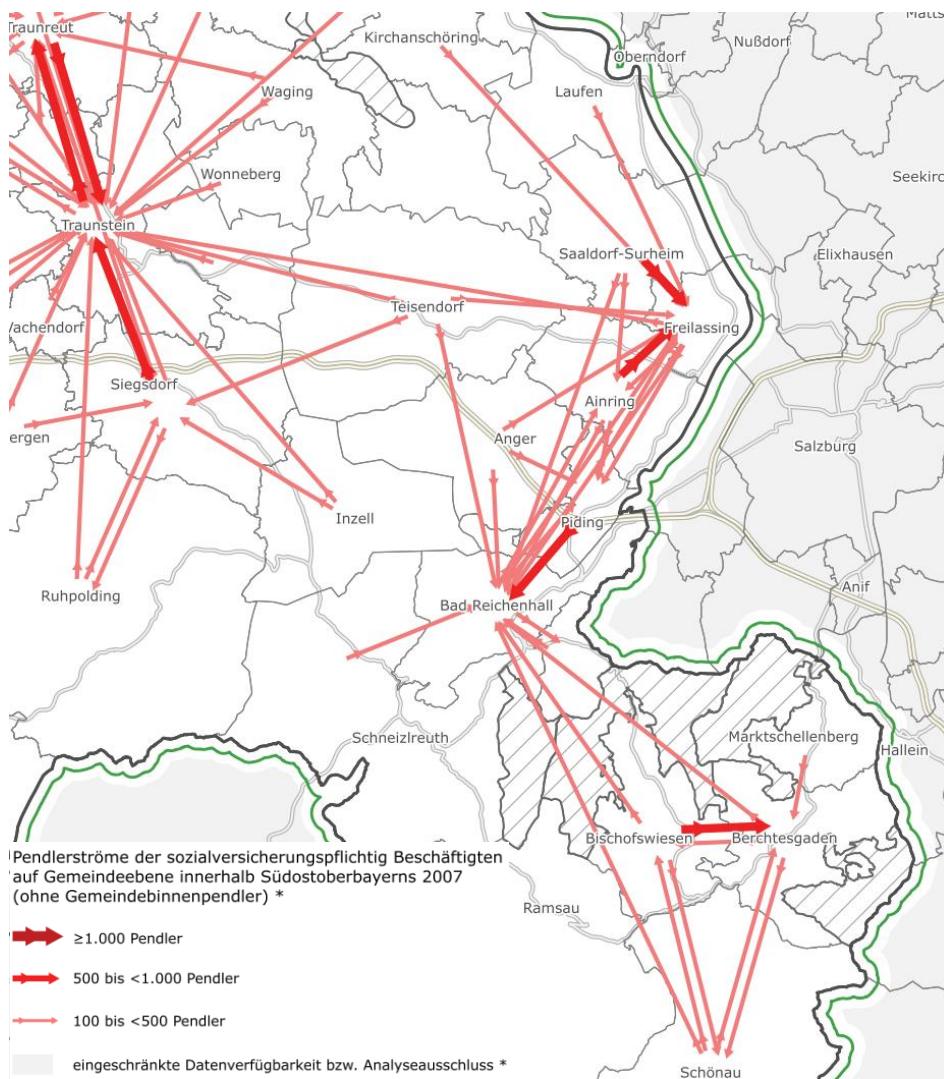 Traunreut
Kirchanschöring
Matts
Nußdorf
Oberndorf
Waging
Laufen
Wonneberg
Seekirc
Traunstein
Saaldorf-Surheim
Elixhausen
Teisendorf
Wachendorf
Freilassing
Siegsdorf
Ainring
ergen
Anger
Salzburg
Inzell
Piding
Ruhpolding
Bad Reichenhall
Anif
Schneizlreuth
Marktschellenberg
Hallein
Bischofswiesen
Berchtesgaden
Ramsau
Schönau
Pendlerströme der sozialversicherungspflichtig Beschäftigten
auf Gemeindeebene innerhalb Südostoberbayerns 2007
(ohne Gemeindebinnenpendler) *
≥1.000 Pendler
500 bis <1.000 Pendler
100 bis <500 Pendler
eingeschränkte Datenverfügbarkeit bzw. Analyseausschluss *